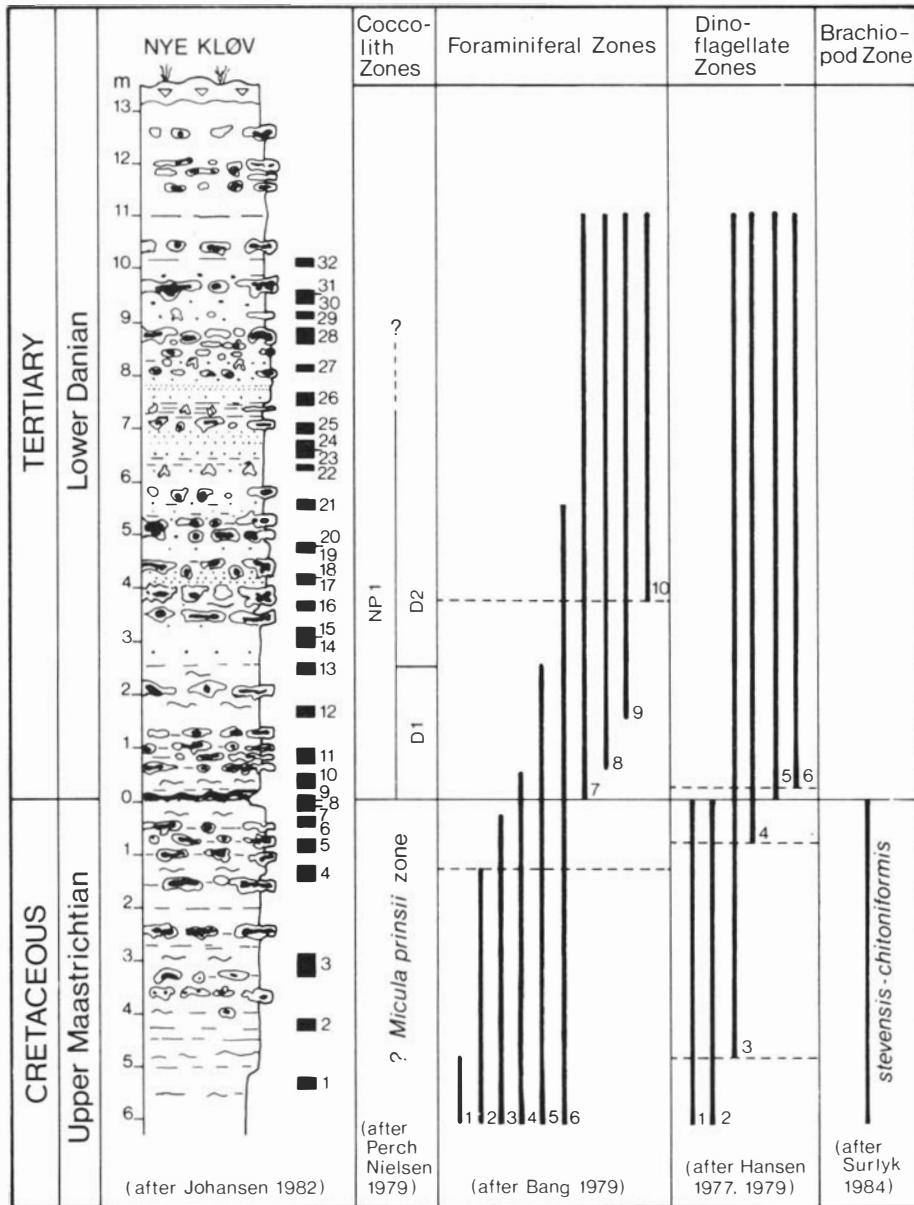 NYE KLØV
Cocco-
lith
Zones
Foraminiferal Zones
Dino-
flagellate
Zones
Brachio-
pod Zone
m
13
12
11
10
9
8
7
6
5
4
3
2
1
0
1
2
3
4
5
6
TERTIARY
Lower Danian
CRETACEOUS
Upper Maastrichtian
32
31
30
29
28
27
26
25
24
23
22
21
20
19
18
17
16
15
14
13
12
11
10
9
8
7
6
5
4
3
2
1
?
NP 1
D2
D1
? Micula prinsii zone
10
9
8
7
1
2
3
4
5
6
5
6
4
3
1
2
stevensis-chitoniformis
(after Johansen 1982)
(after
Perch
Nielsen
1979)
(after Bang 1979)
(after Hansen
1977, 1979)
(after
Surlyk
1984)